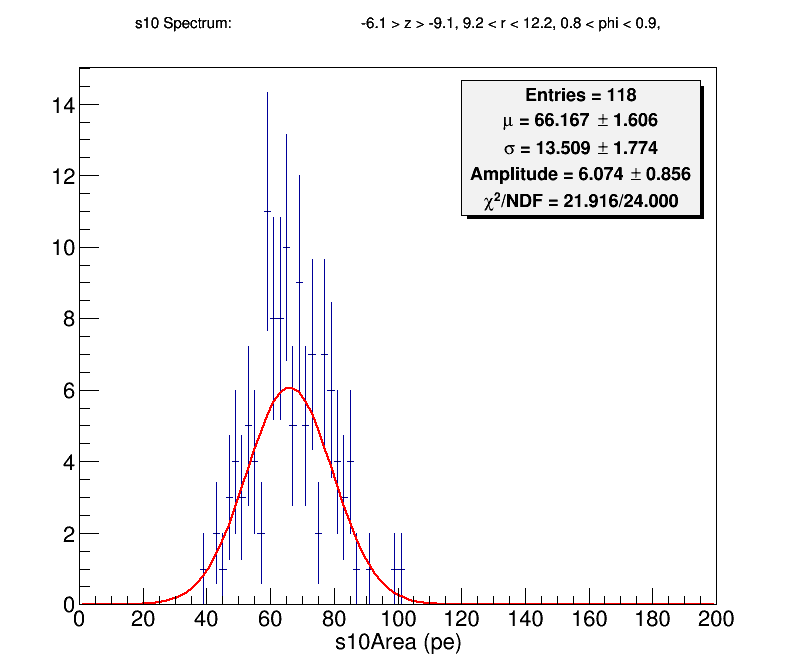 s10 Spectrum: -6.1 > z > -9.1, 9.2 < r < 12.2, 0.8 < phi < 0.9,
Entries = 118
μ = 66.167 ± 1.606
σ = 13.509 ± 1.774
Amplitude = 6.074 ± 0.856
χ²/NDF = 21.916/24.000
14
12
10
8
6
4
2
0
0 20 40 60 80 100 120 140 160 180 200
s10Area (pe)